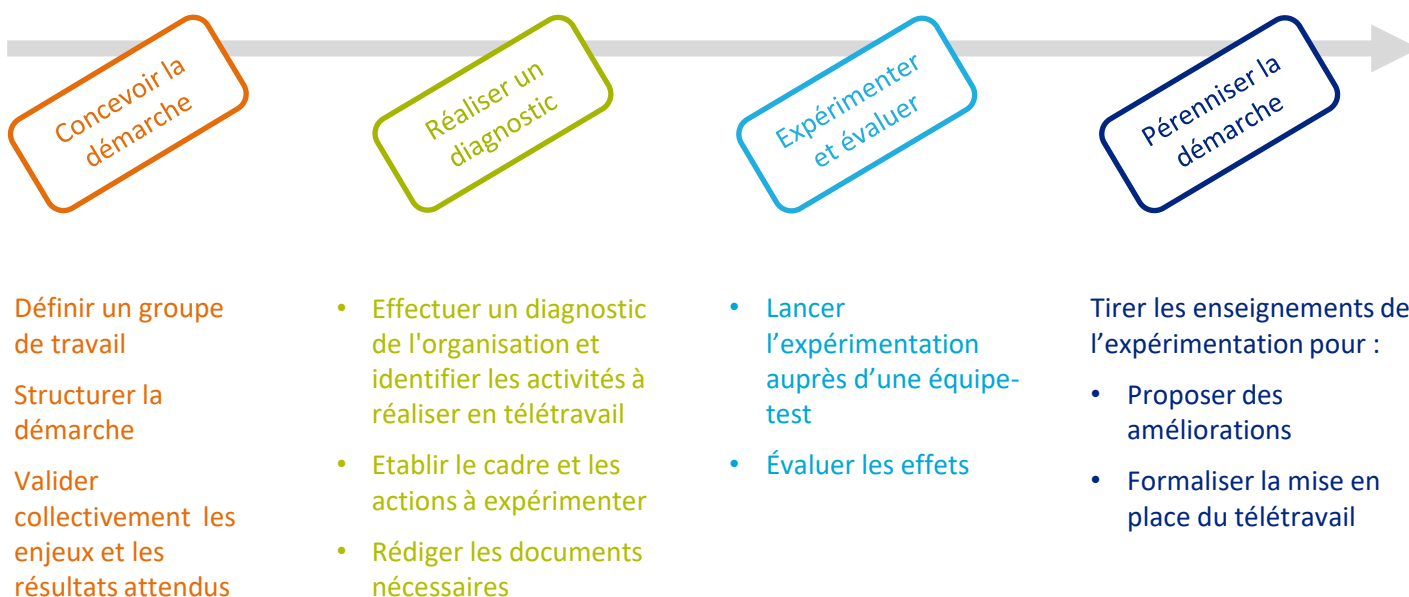 Concevoir la
démarche
Réaliser un
diagnostic
Expérimenter
et évaluer
Pérenniser la
démarche
Définir un groupe
de travail
Structurer la
démarche
Valider
collectivement les
enjeux et les
résultats attendus
• Effectuer un diagnostic
de l'organisation et
identifier les activités à
réaliser en télétravail
• Etablir le cadre et les
actions à expérimenter
• Rédiger les documents
nécessaires
• Lancer
l’expérimentation
auprès d’une équipe-
test
• Évaluer les effets
Tirer les enseignements de
l’expérimentation pour :
• Proposer des
améliorations
• Formaliser la mise en
place du télétravail